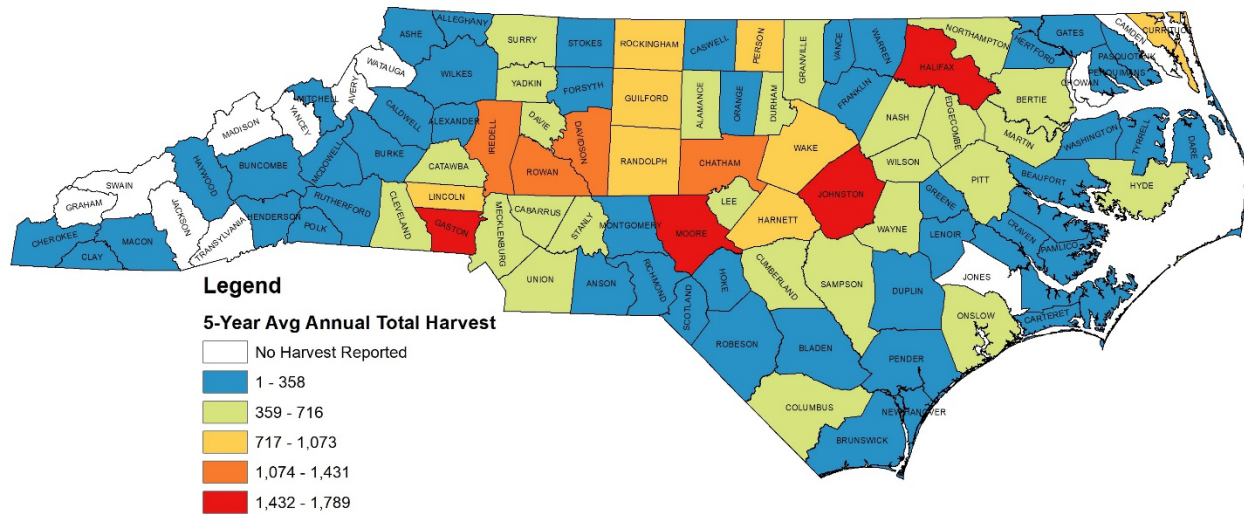 ALLEGHANY
ASHE
SURRY
STOKES
ROCKINGHAM
CASWELL
PERSON
GRANVILLE
VANCE
WARREN
NORTHAMPTON
HERTFORD
GATES
CAMDEN
CURRITUCK
PASQUOTANK
PERQUIMANS
CHOWAN
HALIFAX
WATAUGA
WILKES
YADKIN
FORSYTH
GUILFORD
ALAMANCE
ORANGE
DURHAM
FRANKLIN
BERTIE
AVERY
MITCHELL
YANCEY
MADISON
CALDWELL
ALEXANDER
IREDELL
DAVIE
DAVIDSON
RANDOLPH
CHATHAM
WAKE
NASH
EDGECOMBE
MARTIN
WASHINGTON
TYRRELL
DARE
HAYWOOD
BUNCOMBE
MCDOWELL
BURKE
CATAWBA
ROWAN
WILSON
PITT
BEAUFORT
HYDE
SWAIN
GRAHAM
JACKSON
HENDERSON
RUTHERFORD
POLK
CLEVELAND
LINCOLN
GASTON
MECKLENBURG
CABARRUS
STANLY
MONTGOMERY
MOORE
LEE
HARNETT
JOHNSTON
WAYNE
GREENE
LENOIR
CRAVEN
PAMLICO
CHEROKEE
CLAY
MACON
TRANSYLVANIA
UNION
ANSON
RICHMOND
SCOTLAND
HOKE
CUMBERLAND
SAMPSON
DUPLIN
JONES
ONSLOW
CARTERET
ROBESON
BLADEN
PENDER
COLUMBUS
NEW HANOVER
BRUNSWICK
Legend
5-Year Avg Annual Total Harvest
No Harvest Reported
1 - 358
359 - 716
717 - 1,073
1,074 - 1,431
1,432 - 1,789